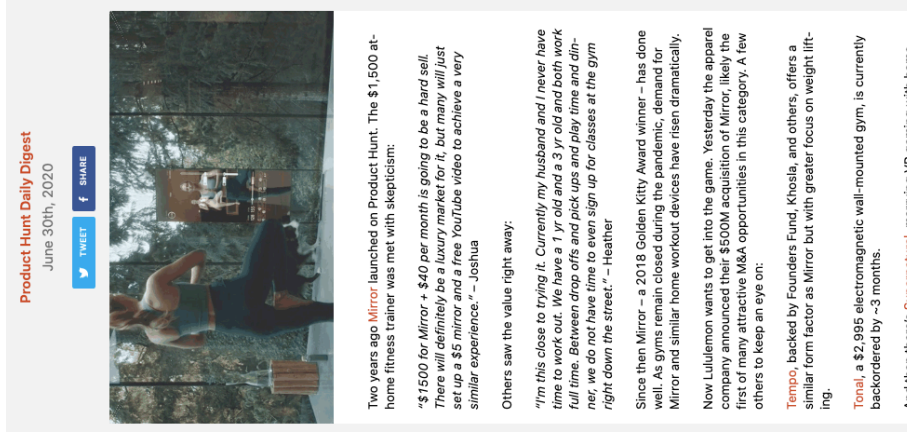 Product Hunt Daily Digest
June 30th, 2020
TWEET
SHARE
Two years ago Mirror launched on Product Hunt. The $1,500 at-
home fitness trainer was met with skepticism:
“$1500 for Mirror + $40 per month is going to be a hard sell.
There will definitely be a luxury market for it, but many will just
set up a $5 mirror and a free YouTube video to achieve a very
similar experience.” – Joshua
Others saw the value right away:
“I'm this close to trying it. Currently my husband and I never have
time to work out. We have a 1 yr old and a 3 yr old and both work
full time. Between drop offs and pick ups and play time and din-
ner, we do not have time to even sign up for classes at the gym
right down the street.” – Heather
Since then Mirror – a 2018 Golden Kitty Award winner – has done
well. As gyms remain closed during the pandemic, demand for
Mirror and similar home workout devices have risen dramatically.
Now Lululemon wants to get into the game. Yesterday the apparel
company announced their $500M acquisition of Mirror, likely the
first of many attractive M&A opportunities in this category. A few
others to keep an eye on:
Tempo, backed by Founders Fund, Khosla, and others, offers a
similar form factor as Mirror but with greater focus on weight lift-
ing.
Tonal, a $2,995 electromagnetic wall-mounted gym, is currently
backordered by ~3 months.